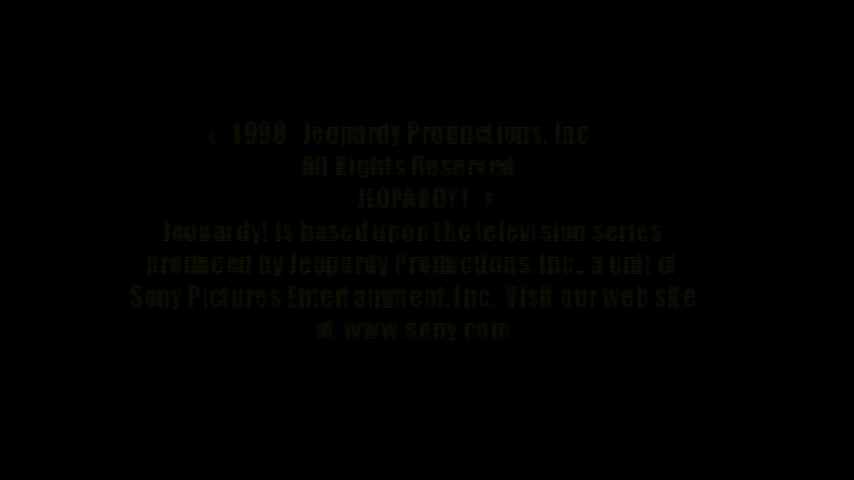 © 1998 Jeopardy Productions, Inc
All Rights Reserved
JEOPARDY! ®
Jeopardy! is based upon the television series
produced by Jeopardy Productions, Inc., a unit of
Sony Pictures Entertainment, Inc. Visit our web site
at www.sony.com